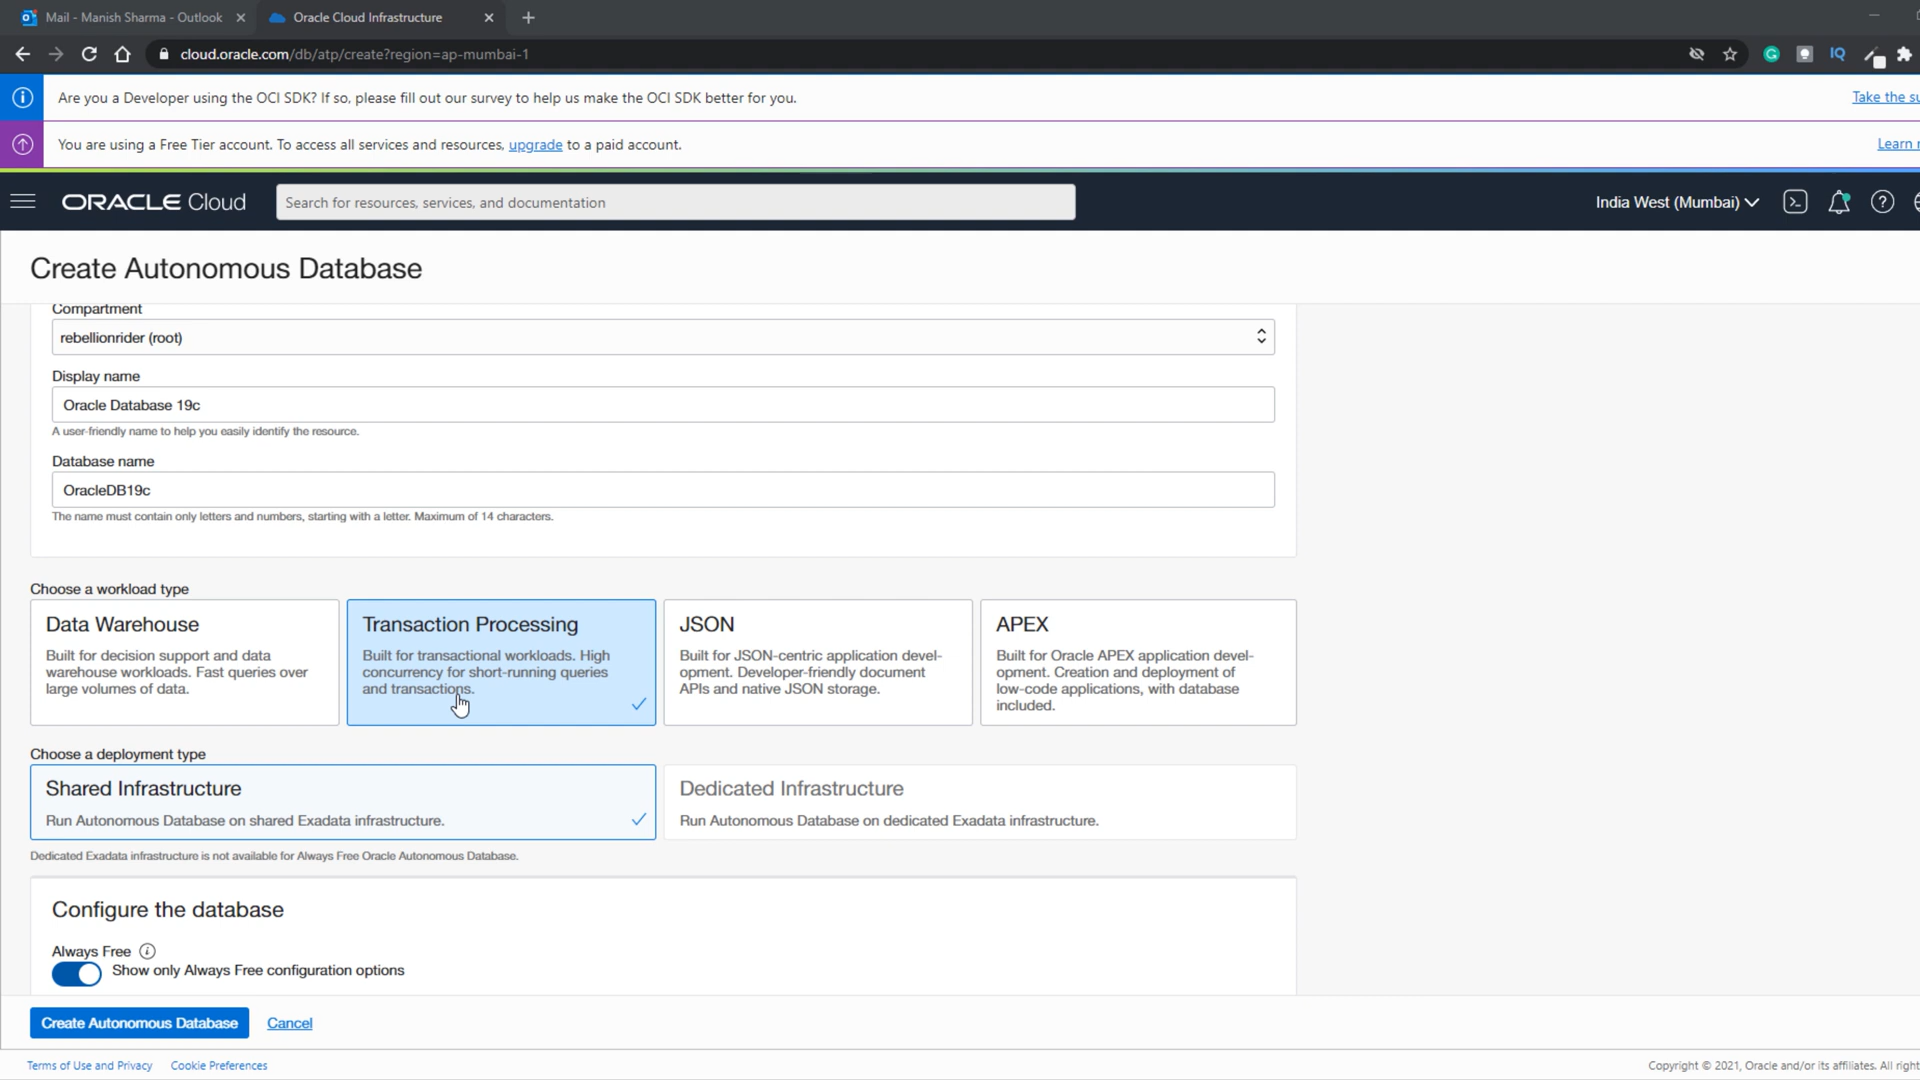 Mail - Manish Sharma - Outlook
Oracle Cloud Infrastructure
cloud.oracle.com/db/atp/create?region=ap-mumbai-1
IQ
Are you a Developer using the OCI SDK? If so, please fill out our survey to help us make the OCI SDK better for you.
Take the su
You are using a Free Tier account. To access all services and resources, upgrade to a paid account.
Learn
ORACLE Cloud
Search for resources, services, and documentation
India West (Mumbai)
Create Autonomous Database
Compartment
rebellionrider (root)
Display name
Oracle Database 19c
A user-friendly name to help you easily identify the resource.
Database name
OracleDB19c
The name must contain only letters and numbers, starting with a letter. Maximum of 14 characters.
Choose a workload type
Data Warehouse
Built for decision support and data
warehouse workloads. Fast queries over
large volumes of data.
Transaction Processing
Built for transactional workloads. High
concurrency for short-running queries
and transactions.
JSON
Built for JSON-centric application devel-
opment. Developer-friendly document
APIs and native JSON storage.
APEX
Built for Oracle APEX application devel-
opment. Creation and deployment of
low-code applications, with database
included.
Choose a deployment type
Shared Infrastructure
Run Autonomous Database on shared Exadata infrastructure.
Dedicated Infrastructure
Run Autonomous Database on dedicated Exadata infrastructure.
Dedicated Exadata infrastructure is not available for Always Free Oracle Autonomous Database.
Configure the database
Always Free
Show only Always Free configuration options
Create Autonomous Database
Cancel
Terms of Use and Privacy
Cookie Preferences
Copyright © 2021, Oracle and/or its affiliates. All right